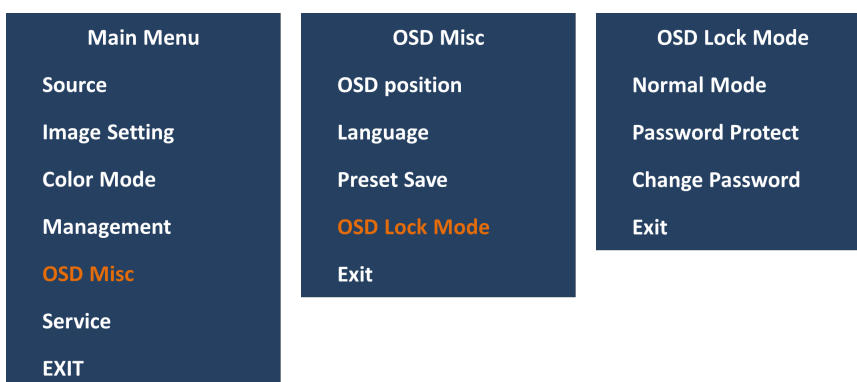 Main Menu
Source
Image Setting
Color Mode
Management
OSD Misc
Service
EXIT
OSD Misc
OSD position
Language
Preset Save
OSD Lock Mode
Exit
OSD Lock Mode
Normal Mode
Password Protect
Change Password
Exit